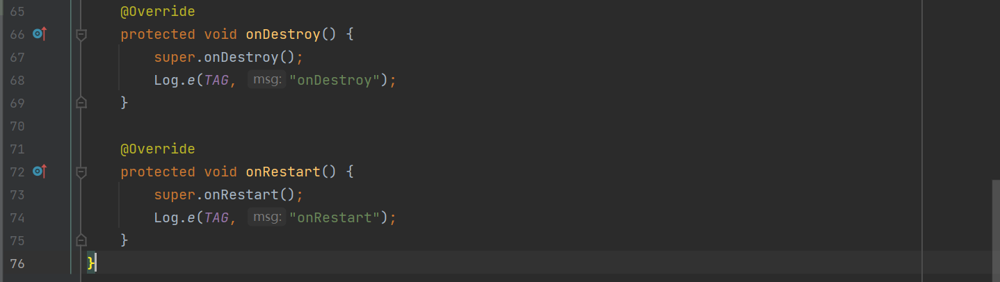 65 @Override
66 protected void onDestroy() {
67 super.onDestroy();
68 Log.e(TAG, msg: "onDestroy");
69 }
70
71 @Override
72 protected void onRestart() {
73 super.onRestart();
74 Log.e(TAG, msg: "onRestart");
75 }
76 }